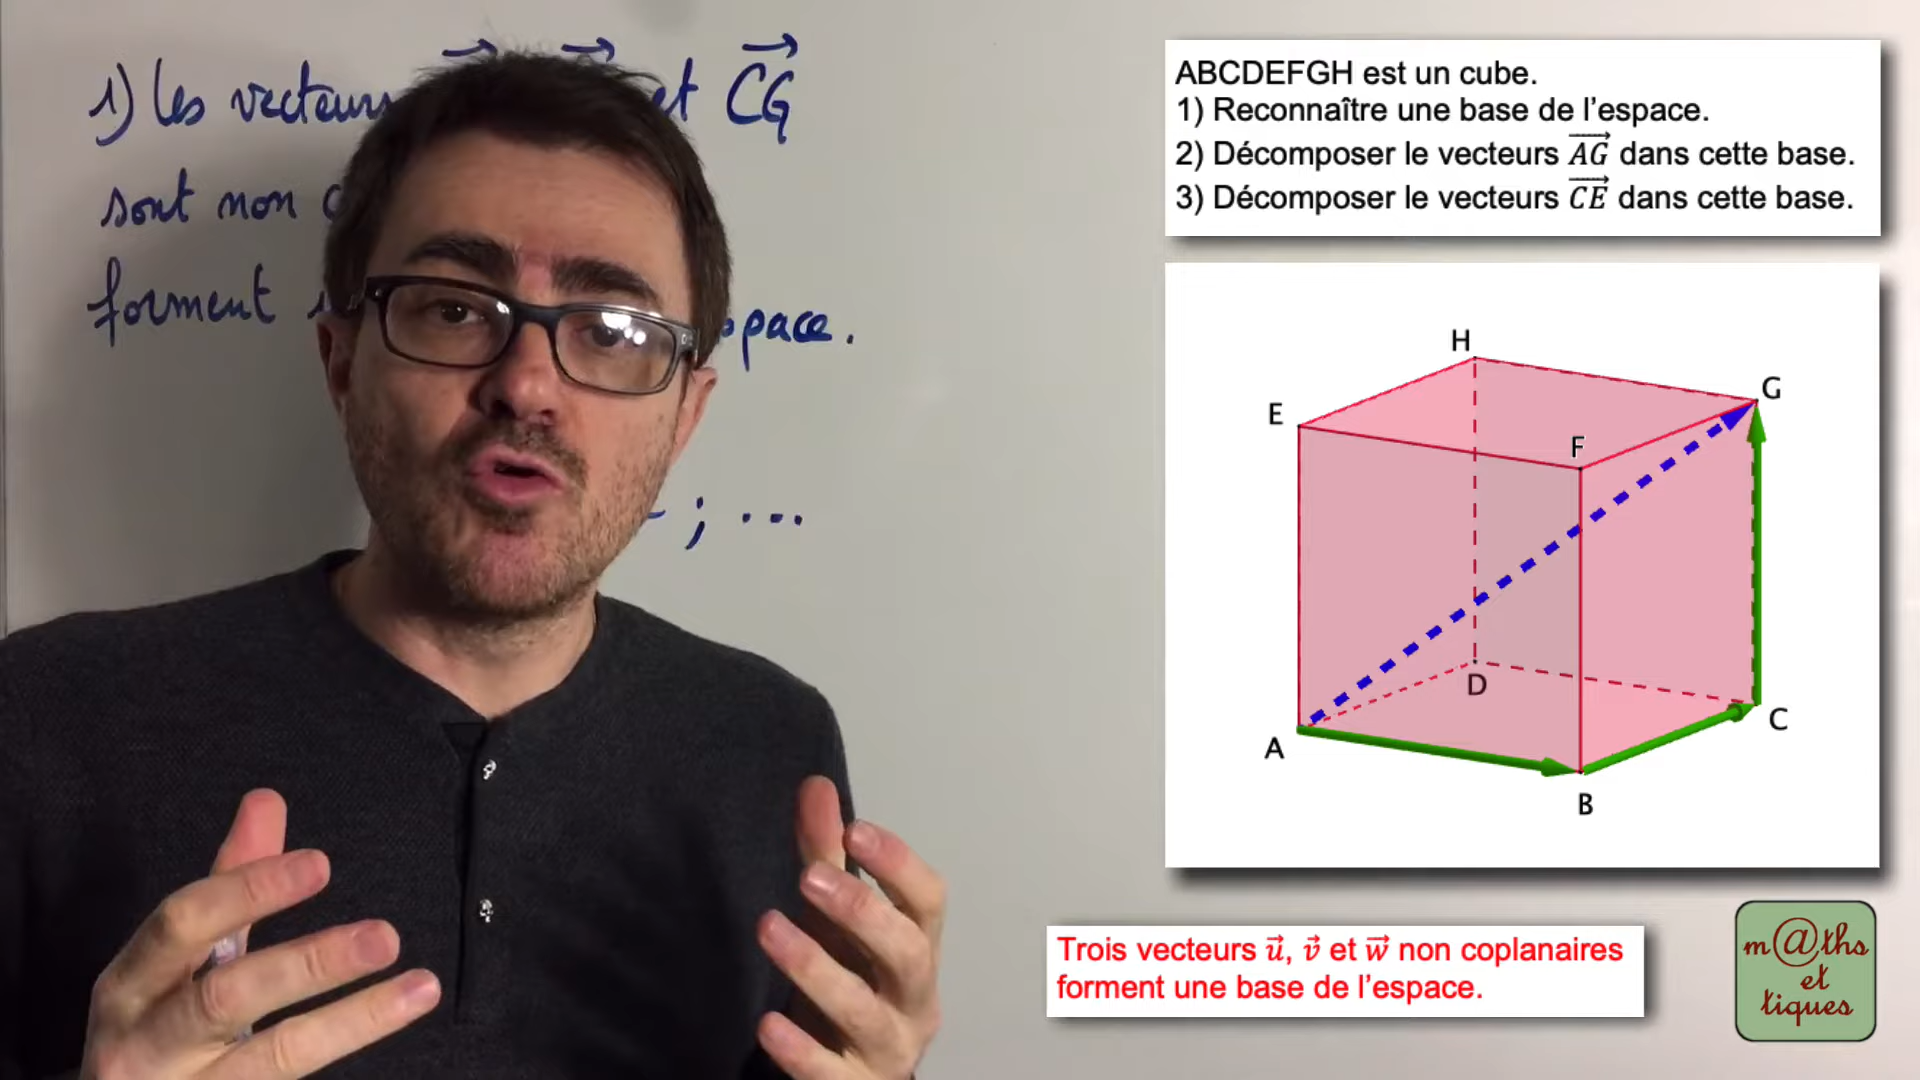 1) Les vecteurs et CG
sont non
forment
; ...
ABCDEFGH est un cube.
1) Reconnaître une base de l'espace.
2) Décomposer le vecteurs AG dans cette base.
3) Décomposer le vecteurs CE dans cette base.
H
E
G
F
D
A
C
B
Trois vecteurs u⃗, v⃗ et w⃗ non coplanaires
forment une base de l'espace.
m@ths
et
tiques